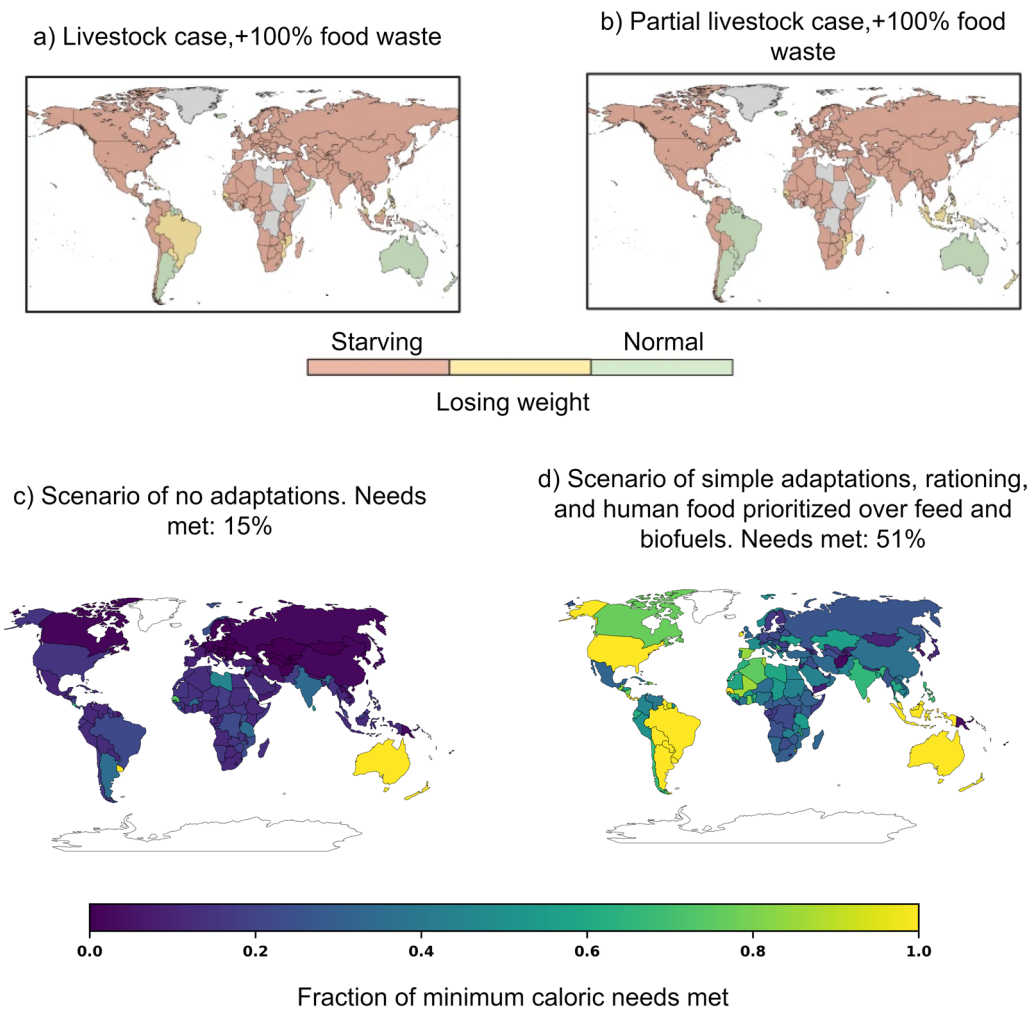 a) Livestock case,+100% food waste
b) Partial livestock case,+100% food
waste
Starving
Normal
Losing weight
c) Scenario of no adaptations. Needs
met: 15%
d) Scenario of simple adaptations, rationing,
and human food prioritized over feed and
biofuels. Needs met: 51%
0.0 0.2 0.4 0.6 0.8 1.0
Fraction of minimum caloric needs met